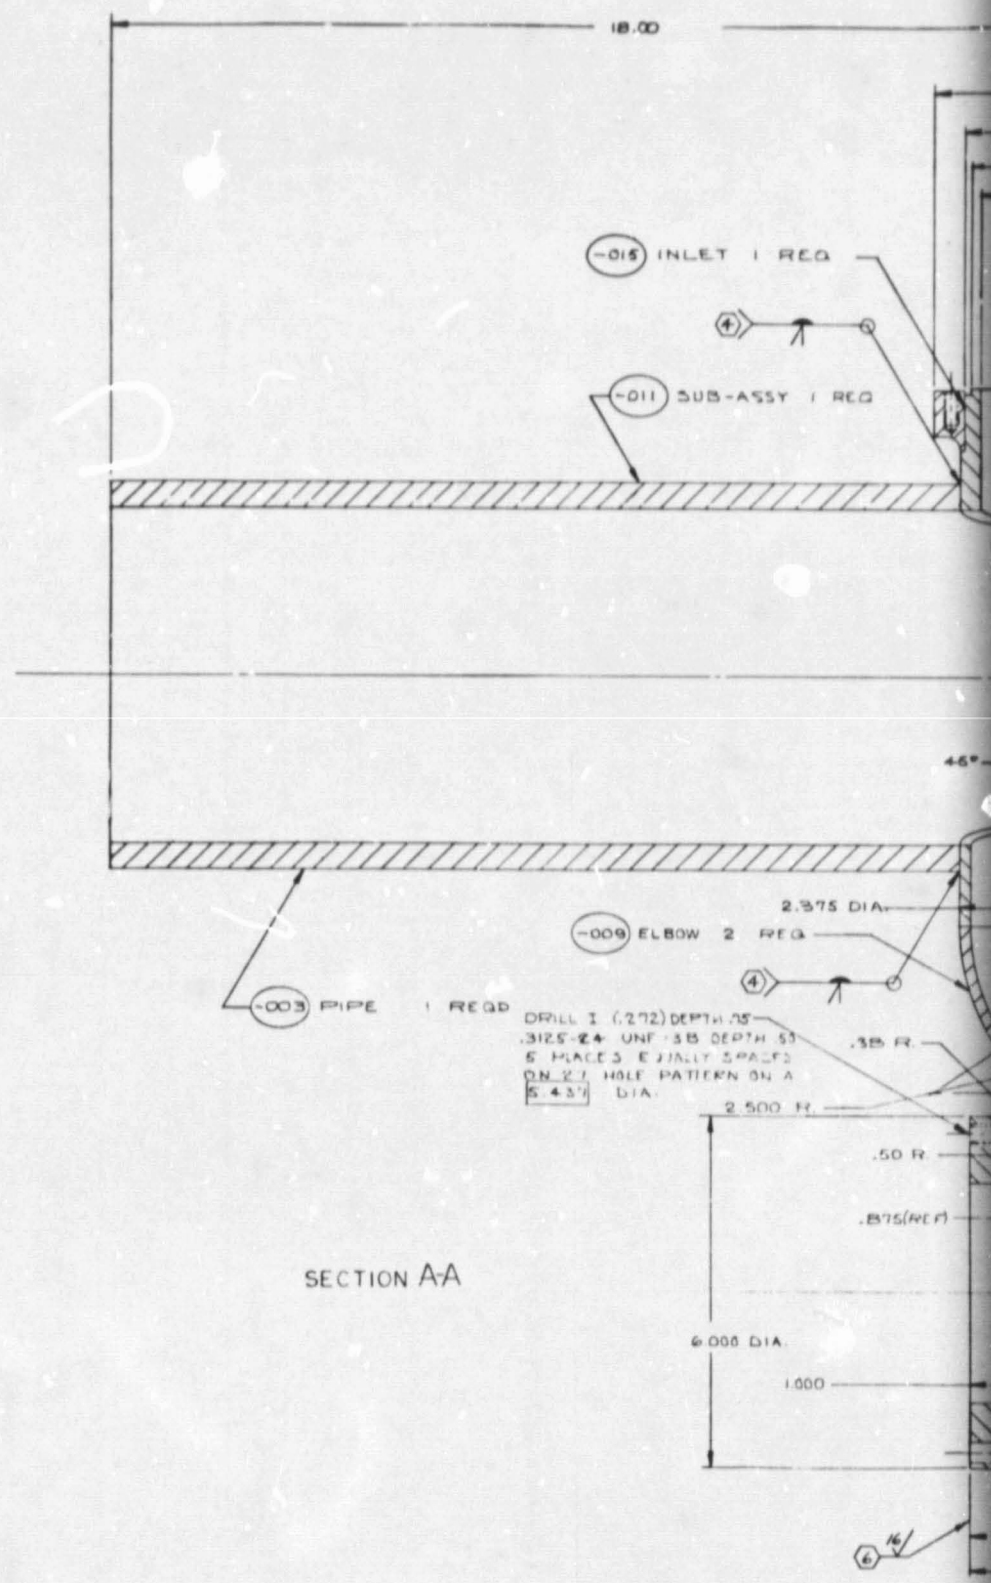 18.00
-015 INLET 1 REQ
4
-011 SUB-ASSY 1 REQ
45°
2.375 DIA.
-009 ELBOW 2 REQ
4
-003 PIPE 1 REQD
DRILL I (.272) DEPTH .75
.3125-24 UNF-3B DEPTH .53
PLACES EQUALLY SPACED
ON HOLE PATTERN ON A
5.437 DIA.
.38 R.
2.500 R.
.50 R.
.875(REF)
SECTION A-A
6.000 DIA.
1.000
16
6